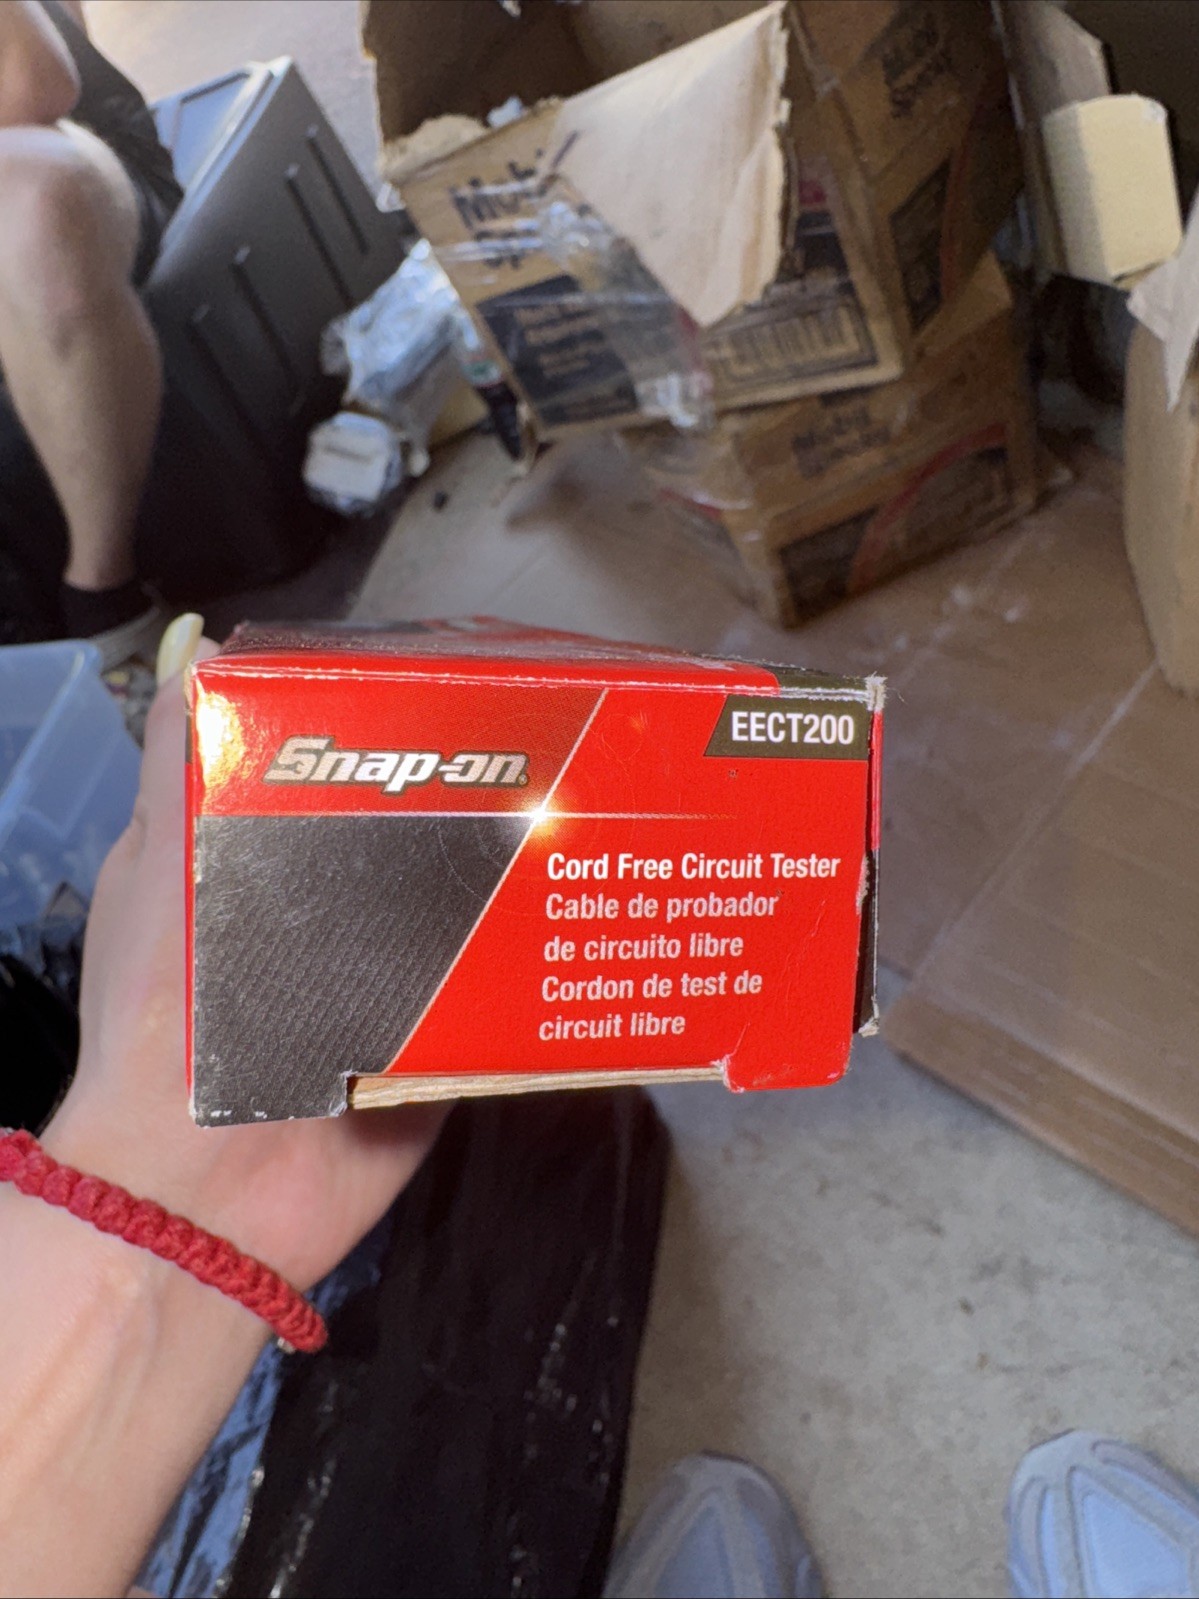 Snap-on
EECT200
Cord Free Circuit Tester
Cable de probador
de circuito libre
Cordon de test de
circuit libre